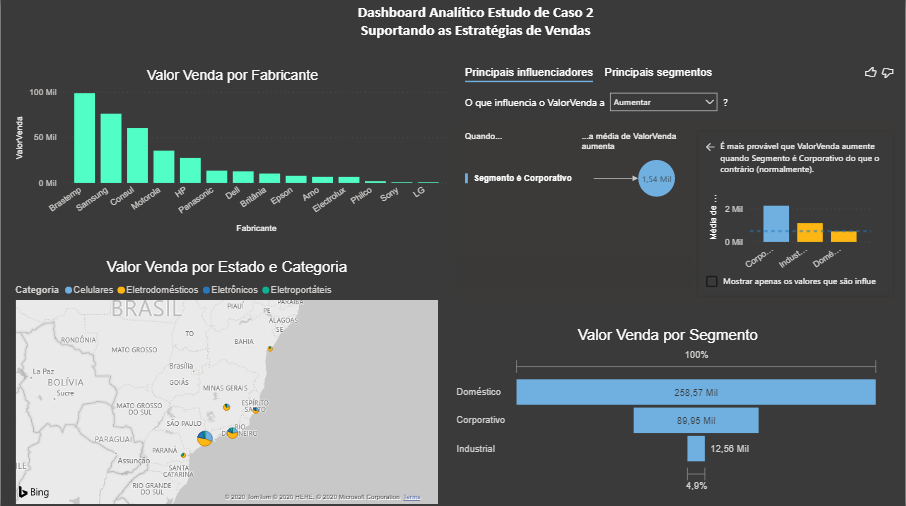 Dashboard Analítico Estudo de Caso 2
Suportando as Estratégias de Vendas
Valor Venda por Fabricante
ValorVenda
100 Mil
50 Mil
0 Mil
Brastemp
Samsung
Consul
Motorola
HP
Panasonic
Dell
Britânia
Epson
Arno
Electrolux
Philco
Sony
LG
Fabricante
Principais influenciadores
Principais segmentos
O que influencia o ValorVenda a
Aumentar
?
Quando...
...a média de ValorVenda
aumenta
Segmento é Corporativo
1,54 Mil
É mais provável que ValorVenda aumente
quando Segmento é Corporativo do que o
contrário (normalmente).
Média de ...
2 Mil
0 Mil
Corpo...
Indust...
Domé...
Mostrar apenas os valores que são influe
Valor Venda por Estado e Categoria
Categoria
Celulares
Eletrodomésticos
Eletrônicos
Eletroportáteis
BRASIL
PIAUÍ
PARAÍBA
PE
ALAGOAS
SE
RONDÔNIA
TO
BAHIA
MATO GROSSO
La Paz
BOLÍVIA
Sucre
Brasília
GOIÁS
MINAS GERAIS
MATO GROSSO
DO SUL
ESPÍRITO
SANTO
SÃO PAULO
RIO
DE JANEIRO
PARAGUAI
PARANÁ
Assunção
SANTA
CATARINA
RIO GRANDE
DO SUL
Bing
© 2020 TomTom © 2020 HERE, © 2020 Microsoft Corporation Terms
Valor Venda por Segmento
100%
Doméstico
258,57 Mil
Corporativo
89,95 Mil
Industrial
12,56 Mil
4,9%